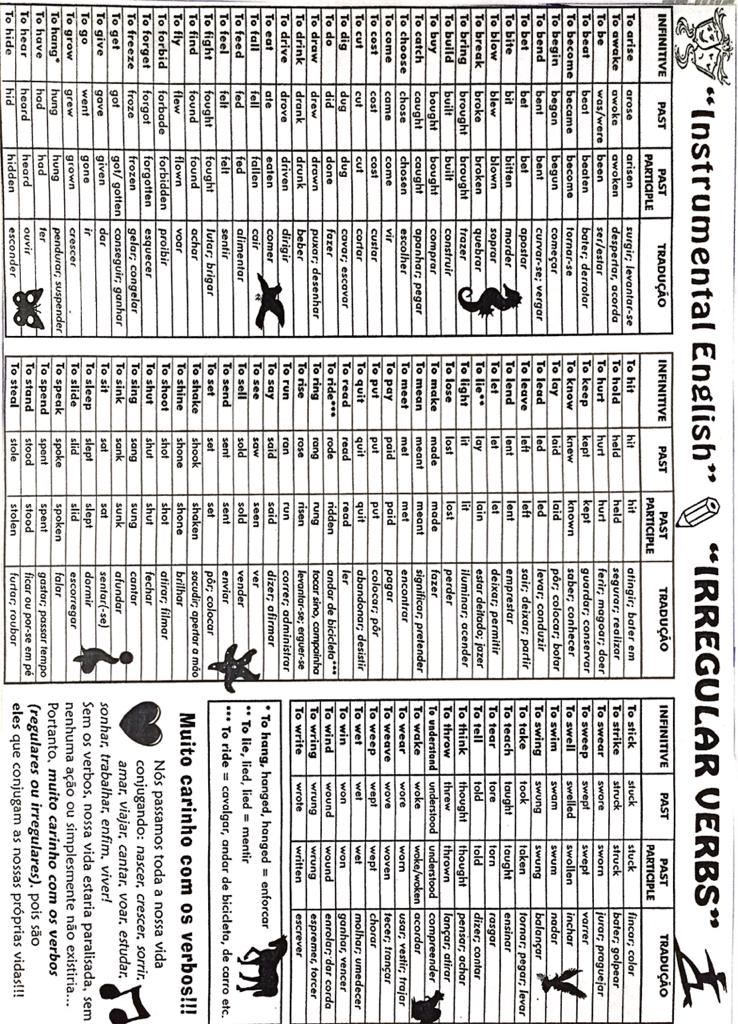 "Instrumental English" "IRREGULAR VERBS"
INFINITIVE PAST PAST PARTICIPLE TRADUÇÃO
To arise arose arisen surgir; levantar-se
To awake awoke awoken despertar, acorda
To be was/were been ser/estar
To beat beat beaten bater; derrotar
To become became become tornar-se
To begin began begun começar
To bend bent bent curvar-se; vergar
To bet bet bet apostar
To bite bit bitten morder
To blow blew blown soprar
To break broke broken quebrar
To bring brought brought trazer
To build built built construir
To buy bought bought comprar
To catch caught caught apanhar; pegar
To choose chose chosen escolher
To come came come vir
To cost cost cost custar
To cut cut cut cortar
To dig dug dug cavar; escavar
To do did done fazer
To draw drew drawn puxar; desenhar
To drink drank drunk beber
To drive drove driven dirigir
To eat ate eaten comer
To fall fell fallen cair
To feed fed fed alimentar
To feel felt felt sentir
To fight fought fought lutar; brigar
To find found found achar
To fly flew flown voar
To forbid forbade forbidden proibir
To forget forgot forgotten esquecer
To freeze froze frozen gelar; congelar
To get got got/ gotten conseguir; ganhar
To give gave given dar
To go went gone ir
To grow grew grown crescer
To hang* hung hung pendurar; suspender
To have had had ter
To hear heard heard ouvir
To hide hid hidden esconder
INFINITIVE PAST PAST PARTICIPLE TRADUÇÃO
To hit hit hit atingir; bater em
To hold held held segurar; realizar
To hurt hurt hurt ferir; magoar; doer
To keep kept kept guardar; conservar
To know knew known saber; conhecer
To lay laid laid pôr; colocar; botar
To lead led led levar; conduzir
To leave left left sair; deixar; partir
To lend lent lent emprestar
To let let let deixar; permitir
To lie** lay lain estar deitado; jazer
To light lit lit iluminar; acender
To lose lost lost perder
To make made made fazer
To mean meant meant significar; pretender
To meet met met encontrar
To pay paid paid pagar
To put put put colocar; pôr
To quit quit quit abandonar; desistir
To read read read ler
To ride*** rode ridden andar de bicicleta***
To ring rang rung tocar sino, campainha
To rise rose risen levantar-se; erguer-se
To run ran run correr; administrar
To say said said dizer; afirmar
To see saw seen ver
To sell sold sold vender
To send sent sent enviar
To set set set pôr; colocar
To shake shook shaken sacudir; apertar a mão
To shine shone shone brilhar
To shoot shot shot atirar; filmar
To shut shut shut fechar
To sing sang sung cantar
To sink sank sunk afundar
To sit sat sat sentar(-se)
To sleep slept slept dormir
To slide slid slid escorregar
To speak spoke spoken falar
To spend spent spent gastar; passar tempo
To stand stood stood ficar ou por-se em pé
To steal stole stolen furtar; roubar
INFINITIVE PAST PAST PARTICIPLE TRADUÇÃO
To stick stuck stuck fincar; colar
To strike struck struck bater; golpear
To swear swore sworn jurar; praguejar
To sweep swept swept varrer
To swell swelled swollen inchar
To swim swam swum nadar
To swing swung swung balançar
To take took taken tomar; pegar; levar
To teach taught taught ensinar
To tear tore torn rasgar
To tell told told dizer; contar
To think thought thought pensar; achar
To throw threw thrown lançar; atirar
To understand understood understood compreender
To wake woke woke/woken acordar
To wear wore worn usar; vestir; trajar
To weave wove woven tecer; trançar
To weep wept wept chorar
To wet wet wet molhar; umedecer
To win won won ganhar, vencer
To wind wound wound enrolar; dar corda
To wring wrung wrung espremer, torcer
To write wrote written escrever
* To hang, hanged, hanged = enforcar
** To lie, lied, lied = mentir
*** To ride = cavalgar, andar de bicicleta, de carro etc.
Muito carinho com os verbos!!!
Nós passamos toda a nossa vida
conjugando: nascer, crescer, sorrir,
amar, viajar, cantar, voar, estudar,
sonhar, trabalhar, enfim, viver!
Sem os verbos, nossa vida estaria paralisada, sem
nenhuma ação ou simplesmente não existiria...
Portanto, muito carinho com os verbos
(regulares ou irregulares), pois são
eles que conjugam as nossas próprias vidas!!!